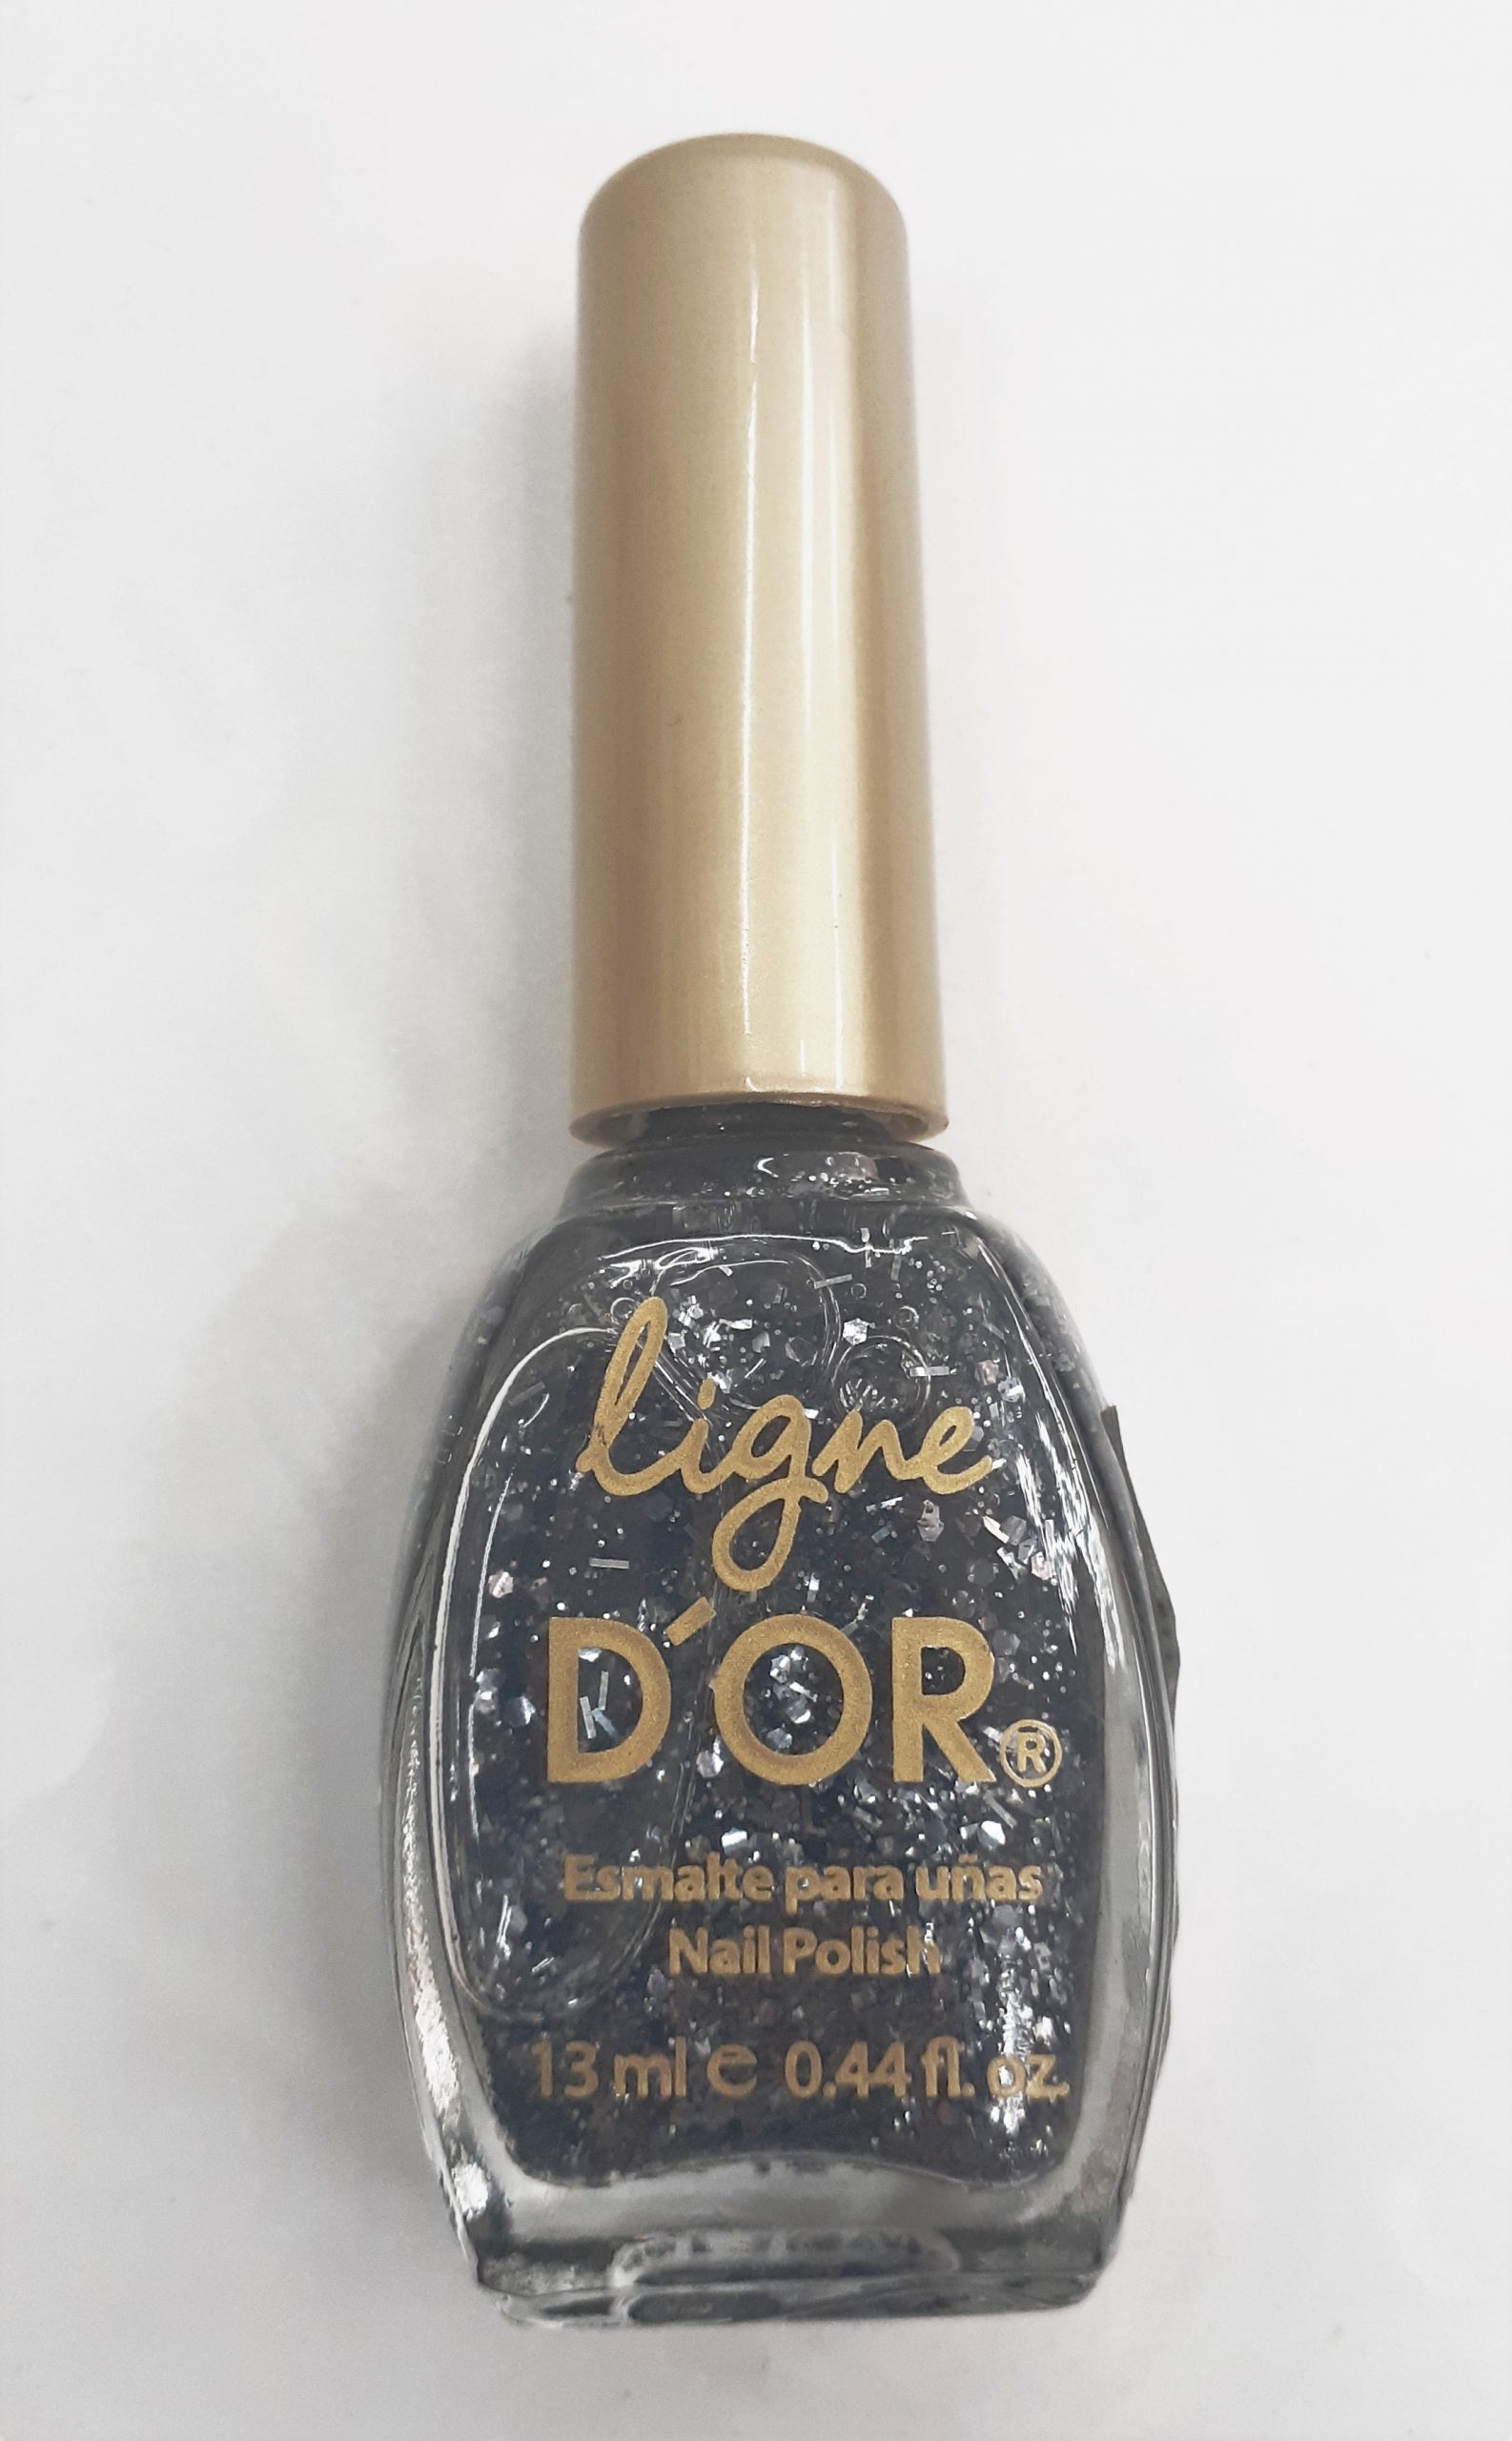 ligne
D´OR®
Esmalte para uñas
Nail Polish
13 ml e 0.44 fl. oz.